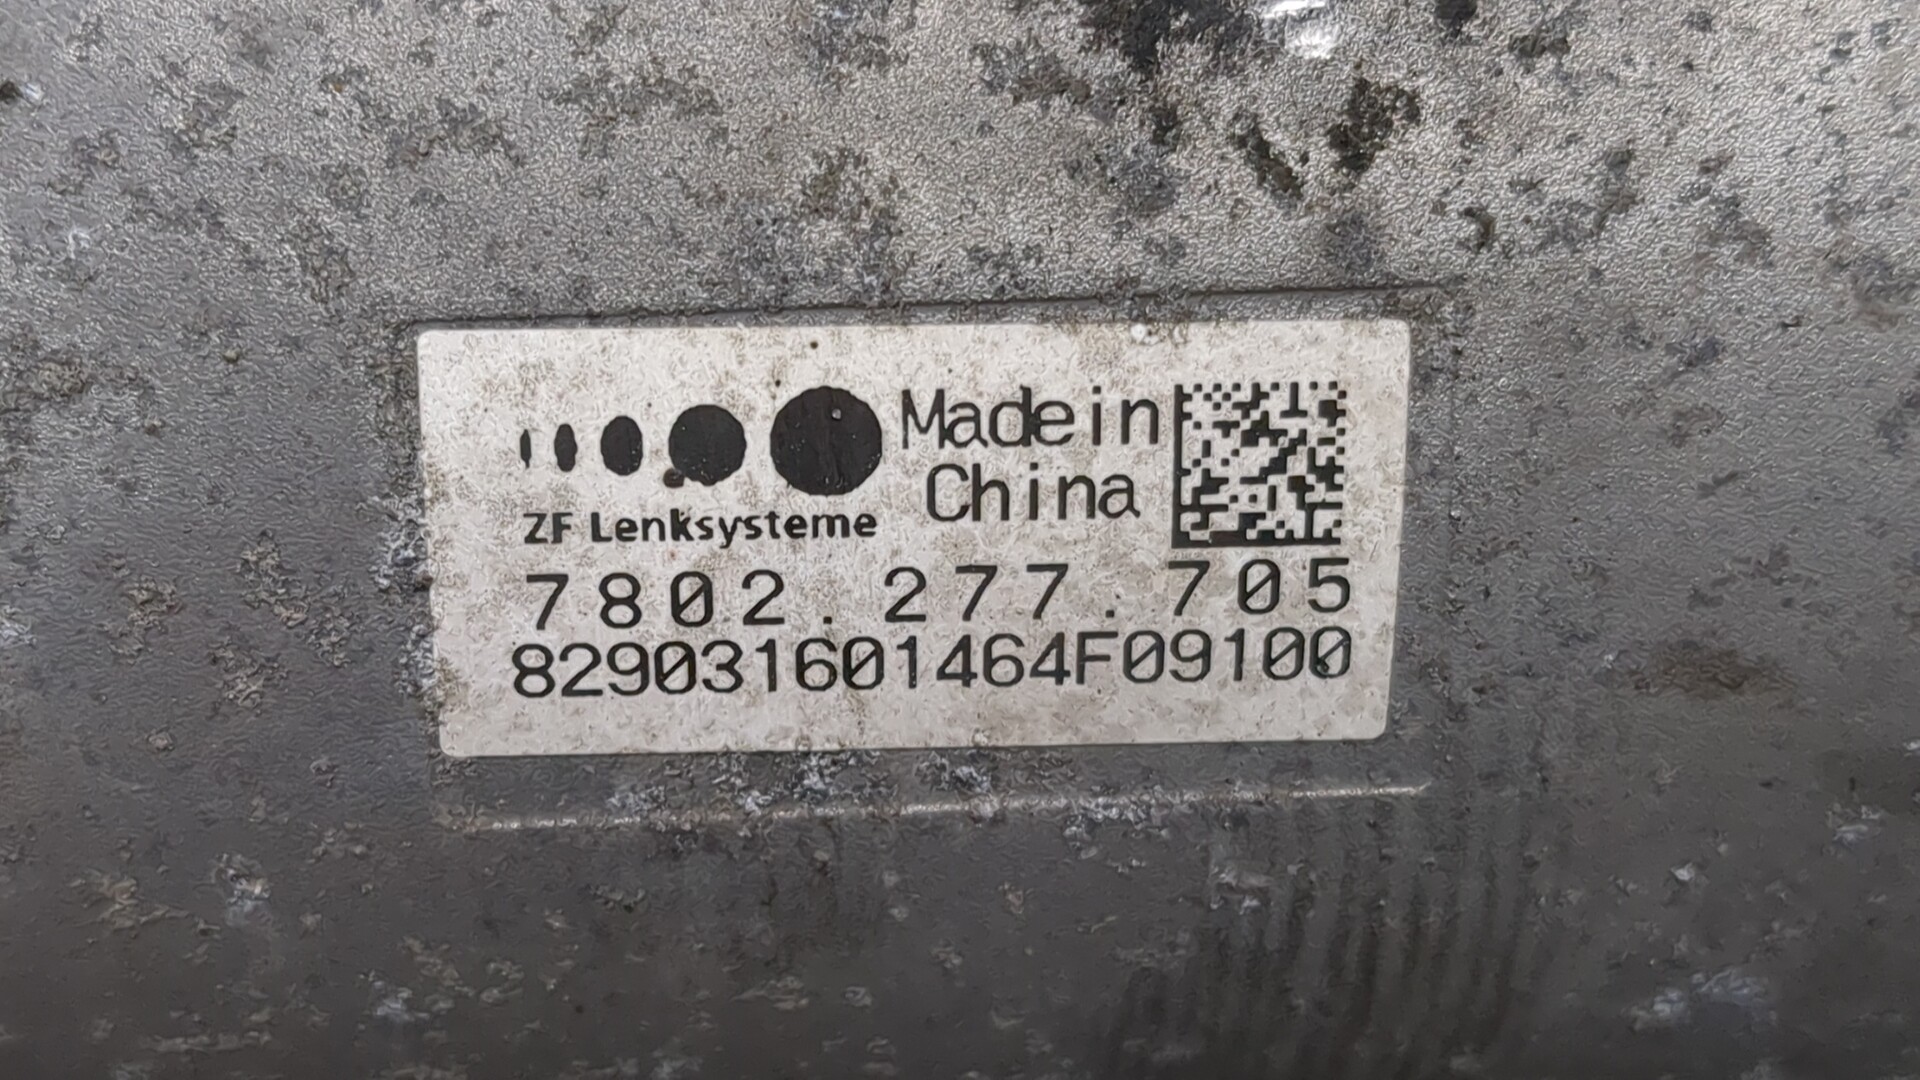 Made in
China
ZF Lenksysteme
7802.277.705
829031601464F09100